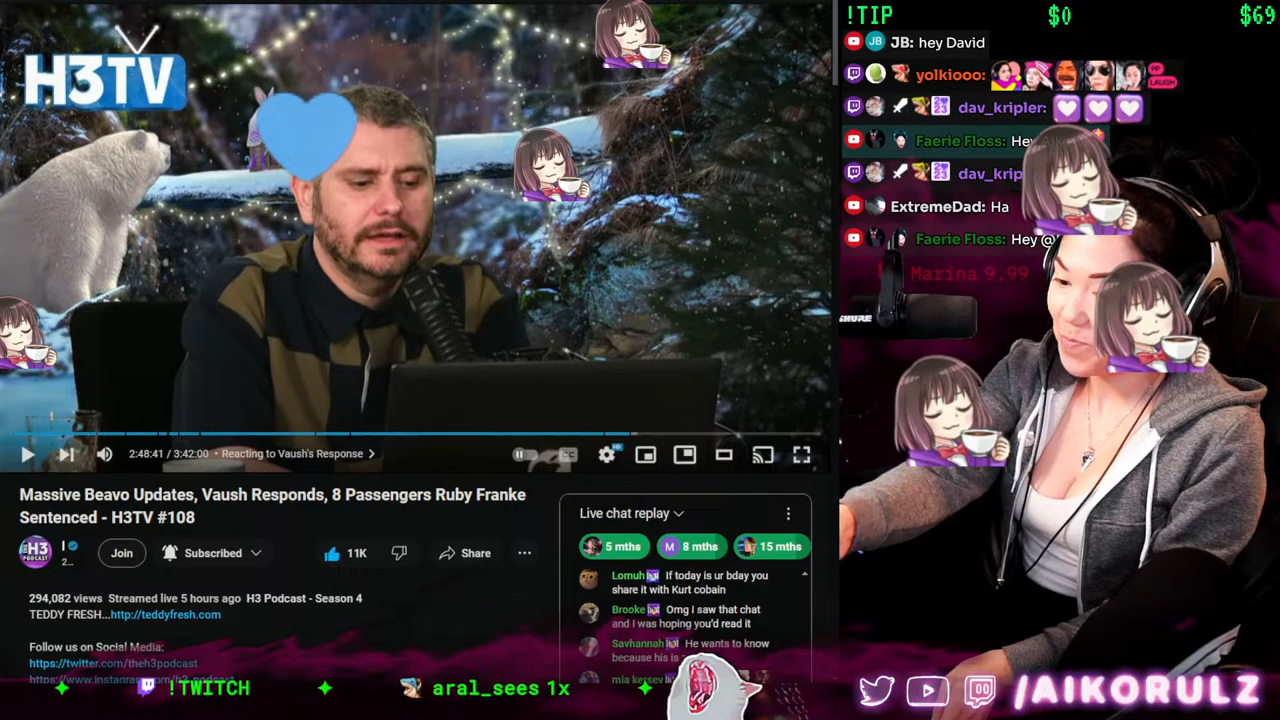 H3TV
2:48:41 / 3:42:00 • Reacting to Vaush's Response
Massive Beavo Updates, Vaush Responds, 8 Passengers Ruby Franke
Sentenced - H3TV #108
Join
Subscribed
11K
Share
294,082 views Streamed live 5 hours ago H3 Podcast - Season 4
TEDDY FRESH...http://teddyfresh.com
Follow us on Social Media:
https://twitter.com/theh3podcast
Live chat replay
5 mths
8 mths
15 mths
Lomuh If today is ur bday you
share it with Kurt cobain
Brooke Omg I saw that chat
and I was hoping you'd read it
Savhannah He wants to know
because his is
mia kersey
!TWITCH
aral_sees 1x
!TIP $0 $69
JB: hey David
yolkiooo:
dav_kripler:
Faerie Floss: Hey
dav_krip
ExtremeDad: Ha
Faerie Floss: Hey @
Marina 9.99
SHURE
/AIKORULZ